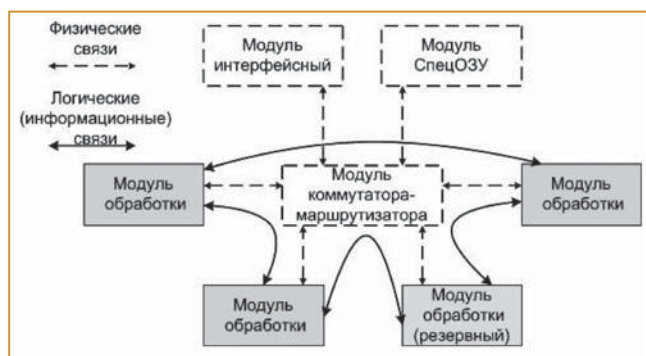 Физические
связи
Логические
(информационные)
связи
Модуль
интерфейсный
Модуль
СпецОЗУ
Модуль
обработки
Модуль
коммутатора-
маршрутизатора
Модуль
обработки
Модуль
обработки
Модуль
обработки
(резервный)